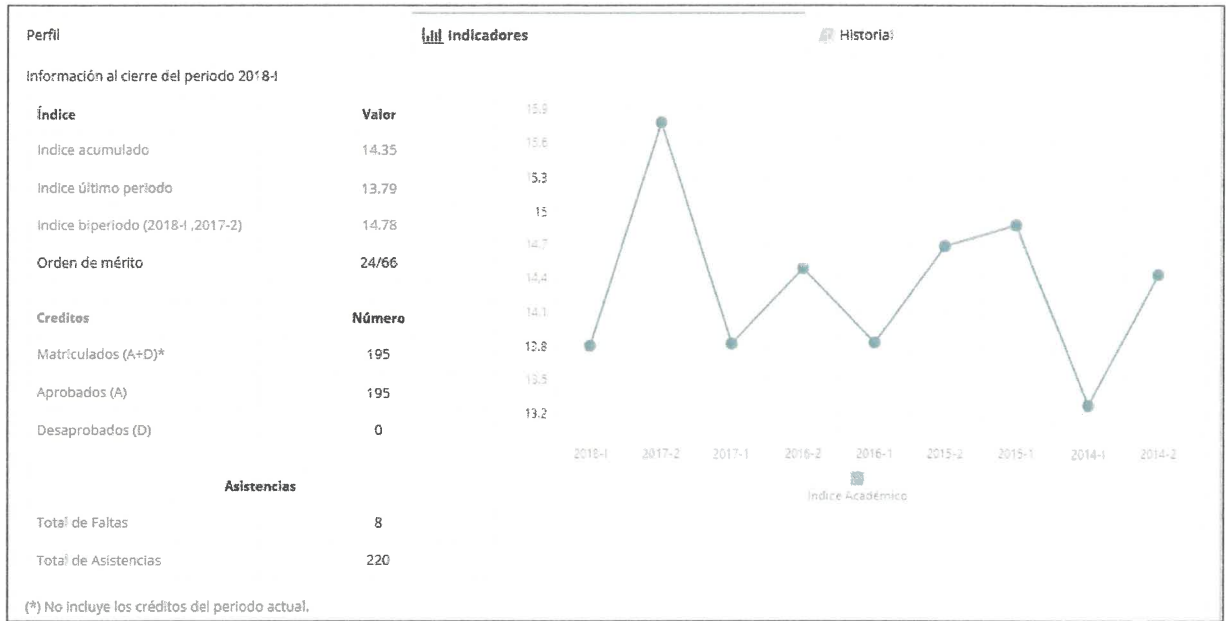 Perfil
Indicadores
Historial
Información al cierre del periodo 2018-I
Índice Valor
Indice acumulado 14.35
Indice último periodo 13.79
Indice biperiodo (2018-I ,2017-2) 14.78
Orden de mérito 24/66
Creditos Número
Matriculados (A+D)* 195
Aprobados (A) 195
Desaprobados (D) 0
Asistencias
Total de Faltas 8
Total de Asistencias 220
(*) No incluye los créditos del periodo actual.
15.9
15.6
15.3
15
14.7
14.4
14.1
13.8
13.5
13.2
2018-I 2017-2 2017-1 2016-2 2016-1 2015-2 2015-1 2014-I 2014-2
Indice Académico